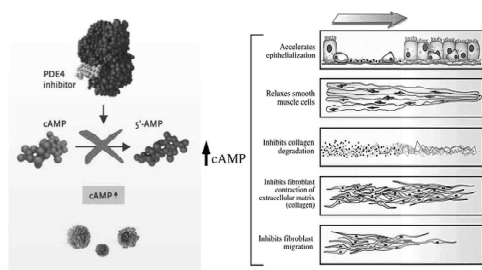 PDE4
inhibitor
cAMP
5'-AMP
cAMP
cAMP
Accelerates
epithelialization
Relaxes smooth
muscle cells
Inhibits collagen
degradation
Inhibits fibroblast
contraction of
extracellular matrix
(collagen)
Inhibits fibroblast
migration